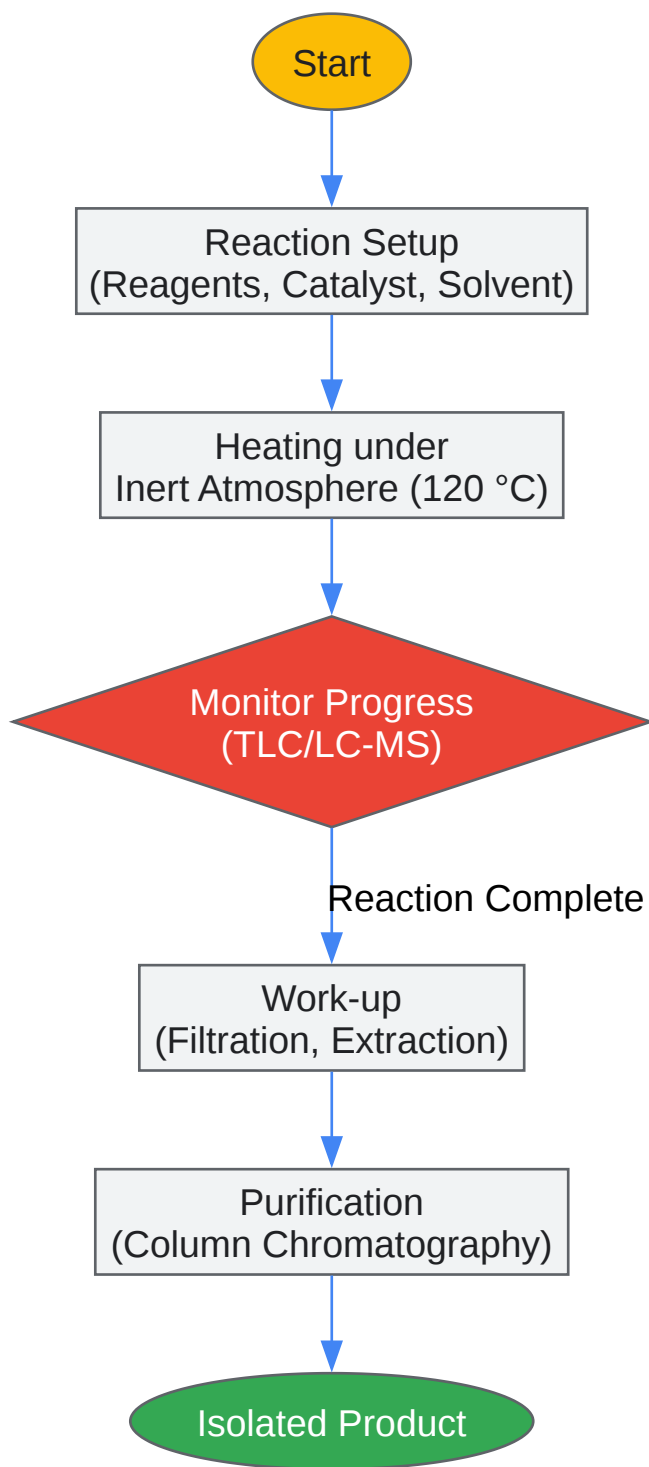 Start
Reaction Setup
(Reagents, Catalyst, Solvent)
Heating under
Inert Atmosphere (120 °C)
Monitor Progress
(TLC/LC-MS)
Reaction Complete
Work-up
(Filtration, Extraction)
Purification
(Column Chromatography)
Isolated Product